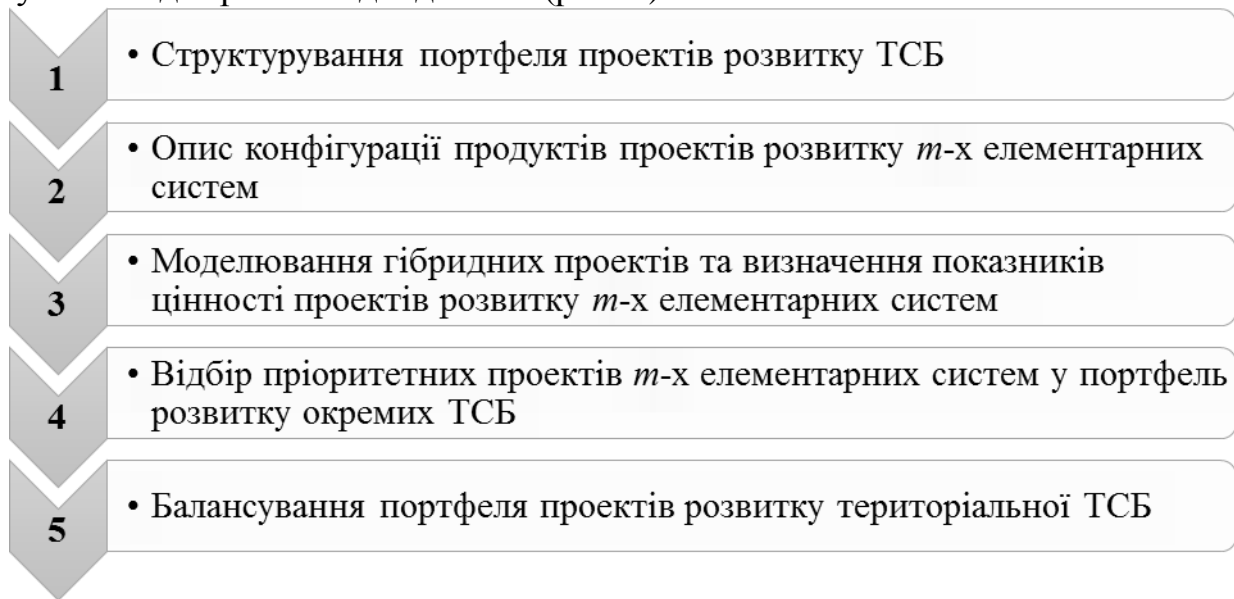 1
• Структурування портфеля проектів розвитку ТСБ
2
• Опис конфігурації продуктів проектів розвитку m-х елементарних
систем
3
• Моделювання гібридних проектів та визначення показників
цінності проектів розвитку m-х елементарних систем
4
• Відбір пріоритетних проектів m-х елементарних систем у портфель
розвитку окремих ТСБ
5
• Балансування портфеля проектів розвитку територіальної ТСБ